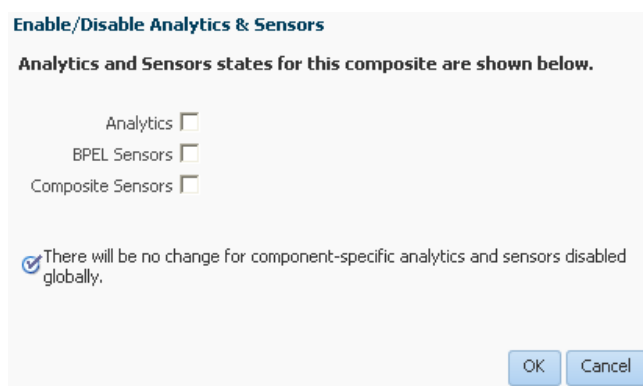 Enable/Disable Analytics & Sensors
Analytics and Sensors states for this composite are shown below.
Analytics
BPEL Sensors
Composite Sensors
There will be no change for component-specific analytics and sensors disabled
globally.
OK Cancel